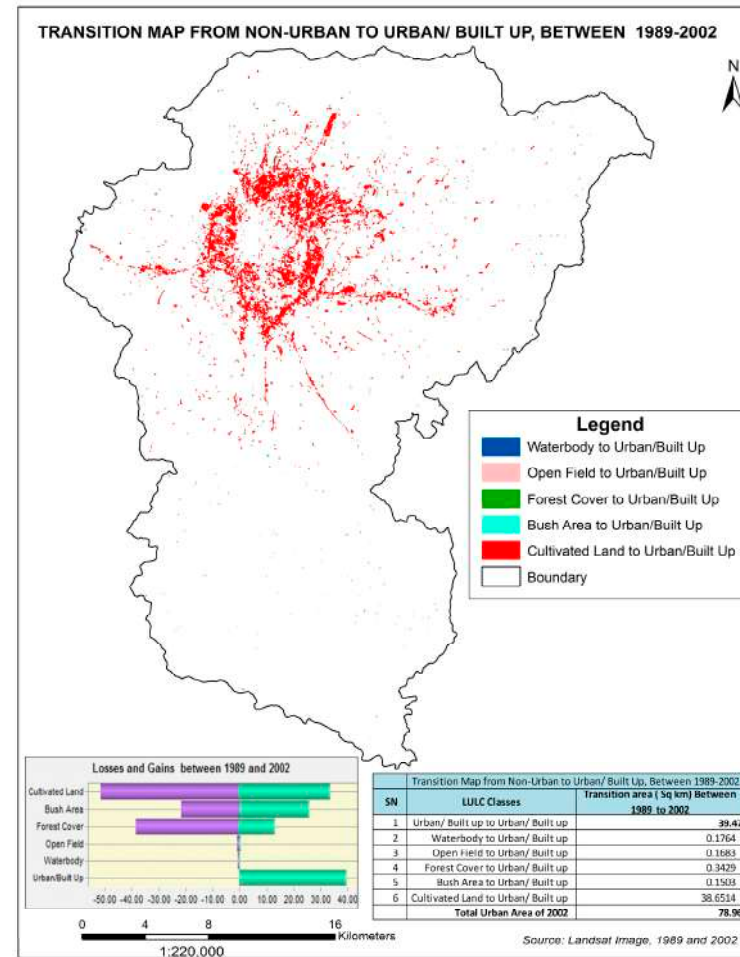 TRANSITION MAP FROM NON-URBAN TO URBAN/ BUILT UP, BETWEEN 1989-2002
N
Legend
Waterbody to Urban/Built Up
Open Field to Urban/Built Up
Forest Cover to Urban/Built Up
Bush Area to Urban/Built Up
Cultivated Land to Urban/Built Up
Boundary
Losses and Gains between 1989 and 2002
Cultivated Land
Bush Area
Forest Cover
Open Field
Waterbody
Urban/Built Up
-50.00 -40.00 -30.00 -20.00 -10.00 0.00 10.00 20.00 30.00 40.00
Transition Map from Non-Urban to Urban/ Built Up, Between 1989-2002
SN LULC Classes Transition area ( Sq km) Between
1989 to 2002
1 Urban/ Built up to Urban/ Built up 39.47
2 Waterbody to Urban/ Built up 0.1764
3 Open Field to Urban/ Built up 0.1683
4 Forest Cover to Urban/ Built up 0.3429
5 Bush Area to Urban/ Built up 0.1503
6 Cultivated Land to Urban/ Built up 38.6514
Total Urban Area of 2002 78.96
0 4 8 16
Kilometers
1:220,000
Source: Landsat Image, 1989 and 2002